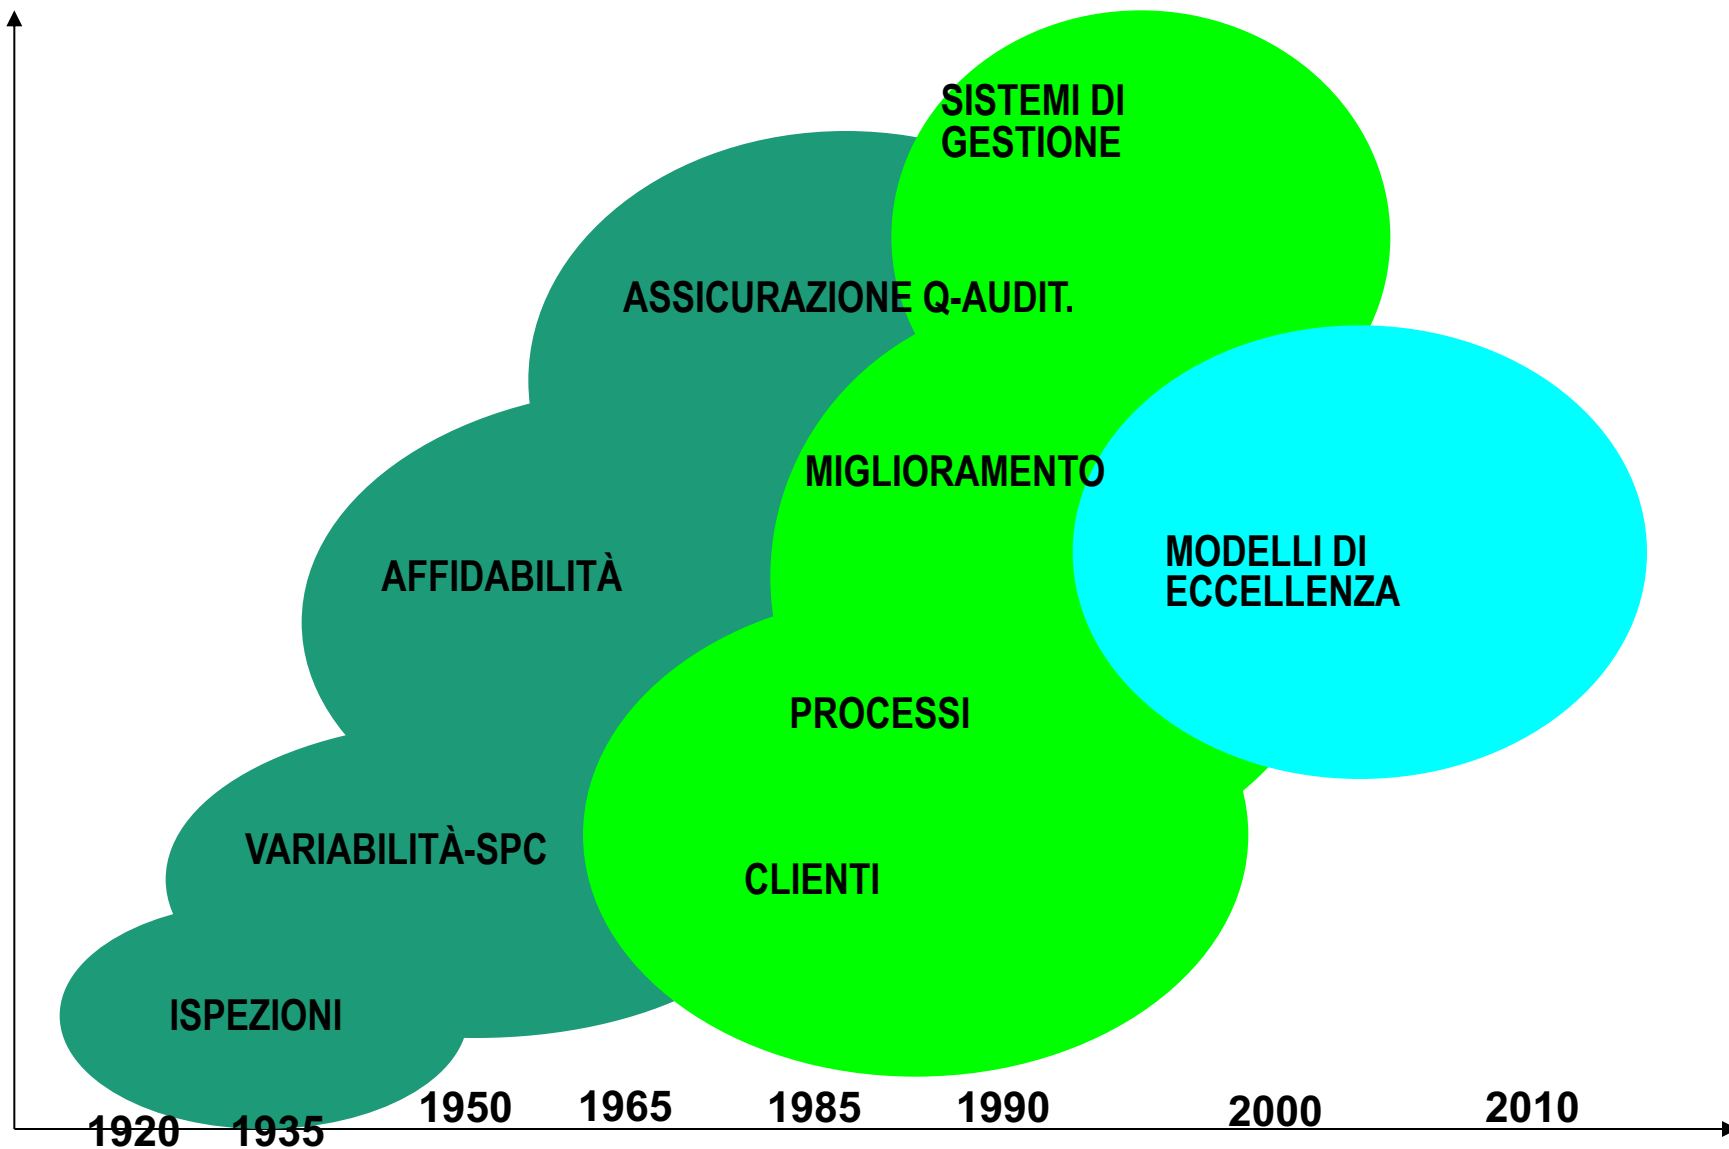 SISTEMI DI
GESTIONE
ASSICURAZIONE Q-AUDIT.
MIGLIORAMENTO
AFFIDABILITÀ
MODELLI DI
ECCELLENZA
PROCESSI
VARIABILITÀ-SPC
CLIENTI
ISPEZIONI
1920 1935 1950 1965 1985 1990 2000 2010